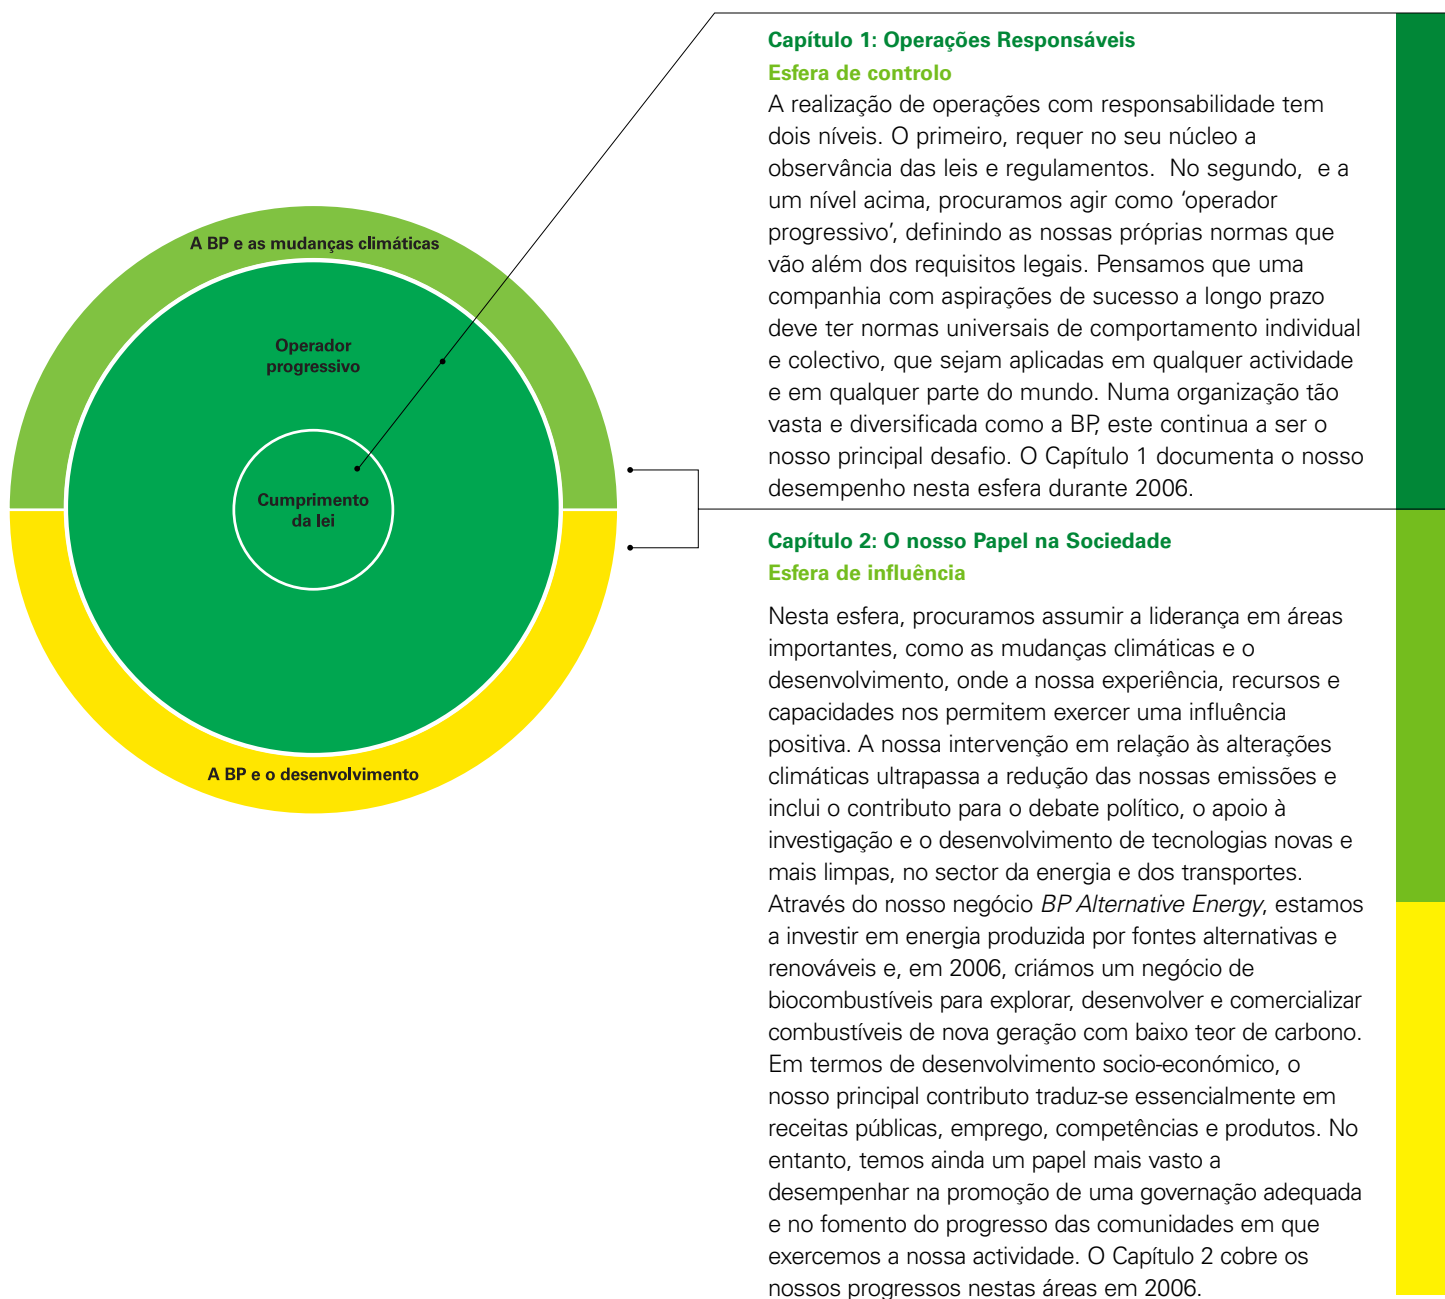 A BP e as mudanças climáticas
Operador
progressivo
Cumprimento
da lei
A BP e o desenvolvimento
Capítulo 1: Operações Responsáveis
Esfera de controlo
A realização de operações com responsabilidade tem
dois níveis. O primeiro, requer no seu núcleo a
observância das leis e regulamentos.  No segundo,  e a
um nível acima, procuramos agir como ‘operador
progressivo’, definindo as nossas próprias normas que
vão além dos requisitos legais. Pensamos que uma
companhia com aspirações de sucesso a longo prazo
deve ter normas universais de comportamento individual
e colectivo, que sejam aplicadas em qualquer actividade
e em qualquer parte do mundo. Numa organização tão
vasta e diversificada como a BP, este continua a ser o
nosso principal desafio. O Capítulo 1 documenta o nosso
desempenho nesta esfera durante 2006.
Capítulo 2: O nosso Papel na Sociedade
Esfera de influência
Nesta esfera, procuramos assumir a liderança em áreas
importantes, como as mudanças climáticas e o
desenvolvimento, onde a nossa experiência, recursos e
capacidades nos permitem exercer uma influência
positiva. A nossa intervenção em relação às alterações
climáticas ultrapassa a redução das nossas emissões e
inclui o contributo para o debate político, o apoio à
investigação e o desenvolvimento de tecnologias novas e
mais limpas, no sector da energia e dos transportes.
Através do nosso negócio BP Alternative Energy, estamos
a investir em energia produzida por fontes alternativas e
renováveis e, em 2006, criámos um negócio de
biocombustíveis para explorar, desenvolver e comercializar
combustíveis de nova geração com baixo teor de carbono.
Em termos de desenvolvimento socio-económico, o
nosso principal contributo traduz-se essencialmente em
receitas públicas, emprego, competências e produtos. No
entanto, temos ainda um papel mais vasto a
desempenhar na promoção de uma governação adequada
e no fomento do progresso das comunidades em que
exercemos a nossa actividade. O Capítulo 2 cobre os
nossos progressos nestas áreas em 2006.